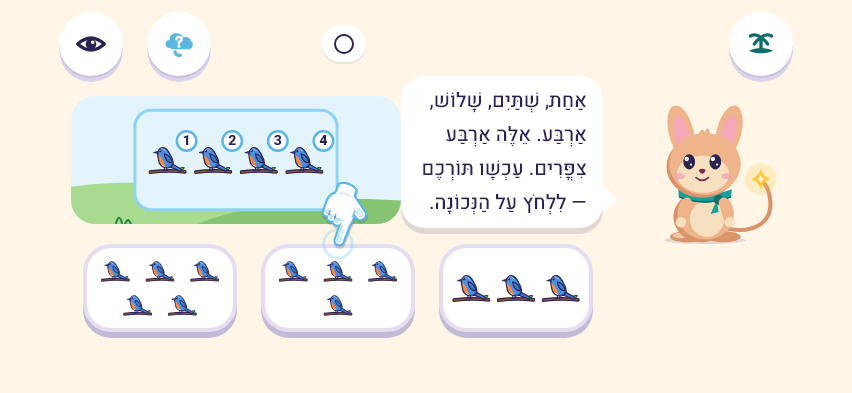 ?
1 2 3 4
אַחַת, שְׁתַּיִם, שָׁלוֹשׁ,
אַרְבַּע. אֵלֶּה אַרְבַּע
צִפֳּרִים. עַכְשָׁו תּוֹרְכֶם
— לִלְחֹץ עַל הַנְּכוֹנָה.